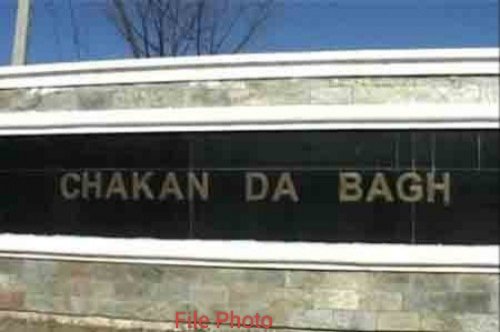 CHAKAN DA BAGH
File Photo